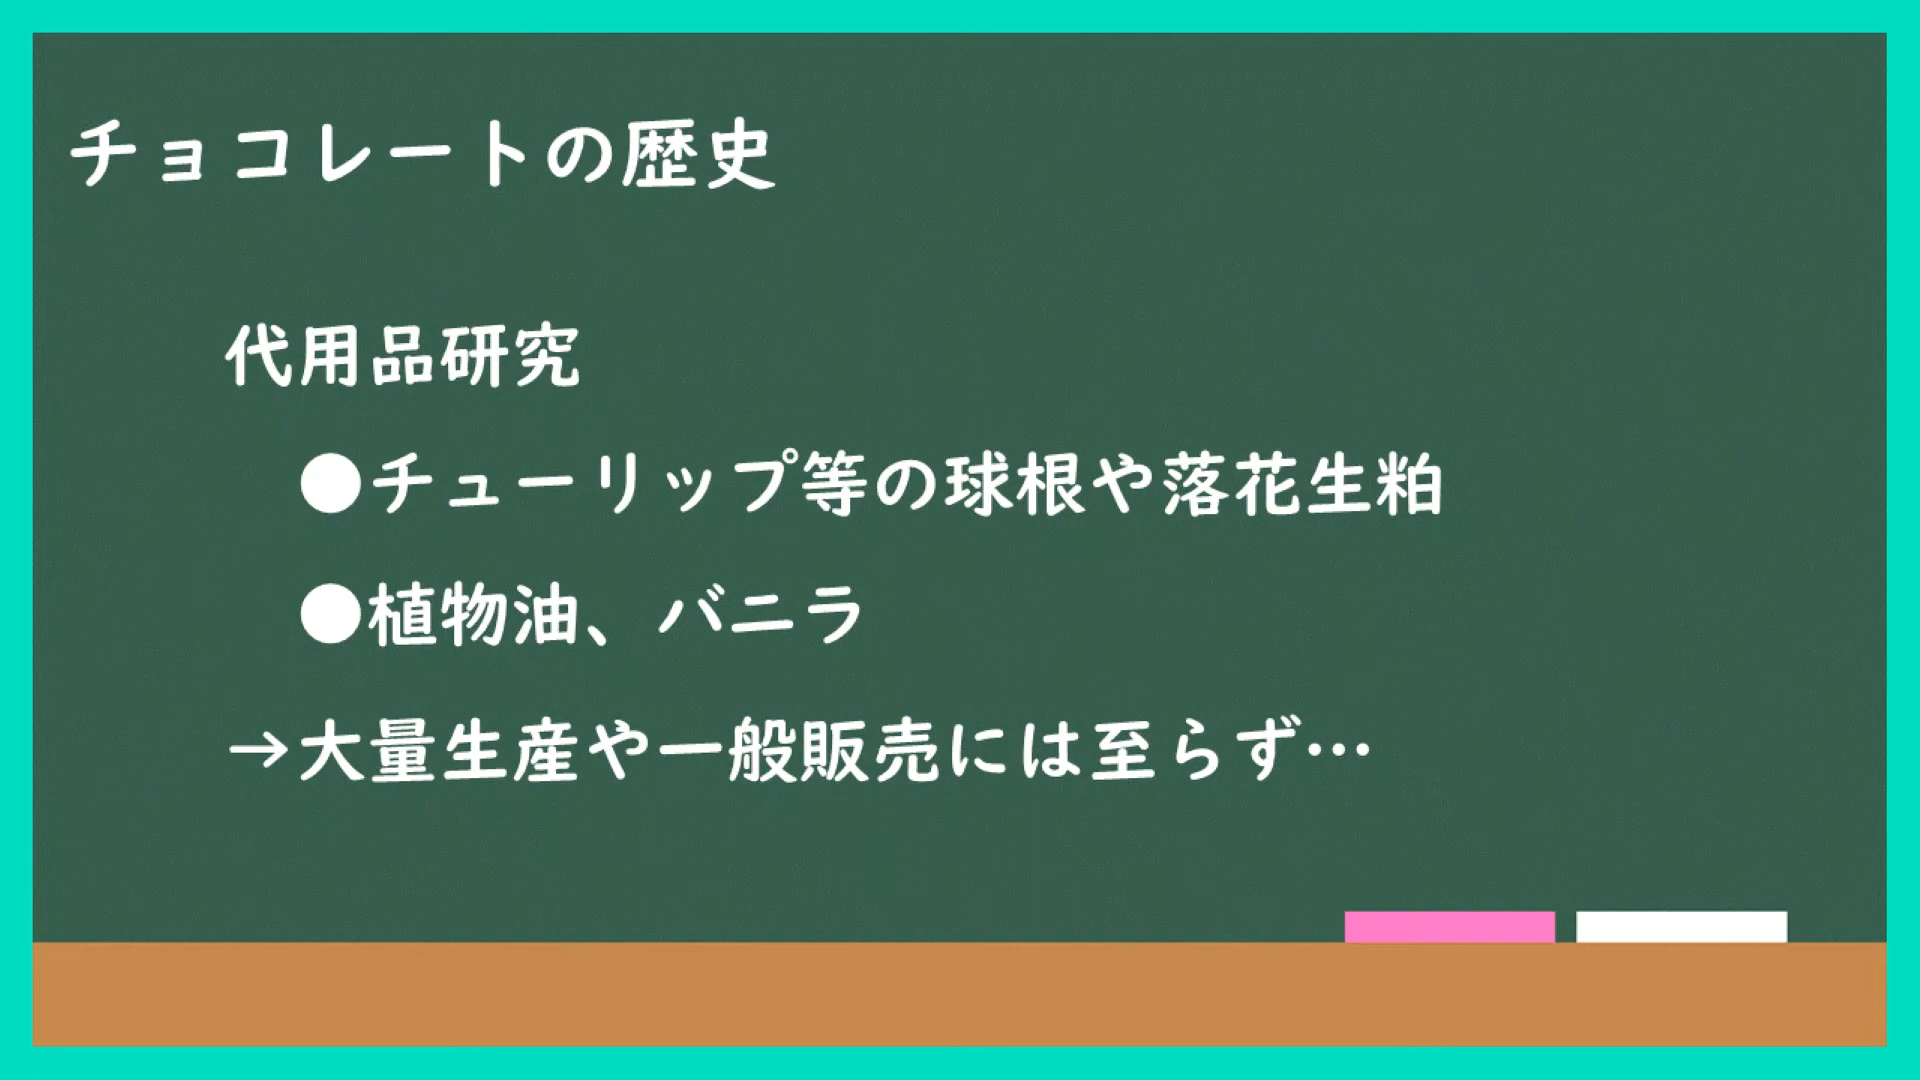 チョコレートの歴史
代用品研究
●チューリップ等の球根や落花生粕
●植物油、バニラ
→大量生産や一般販売には至らず…